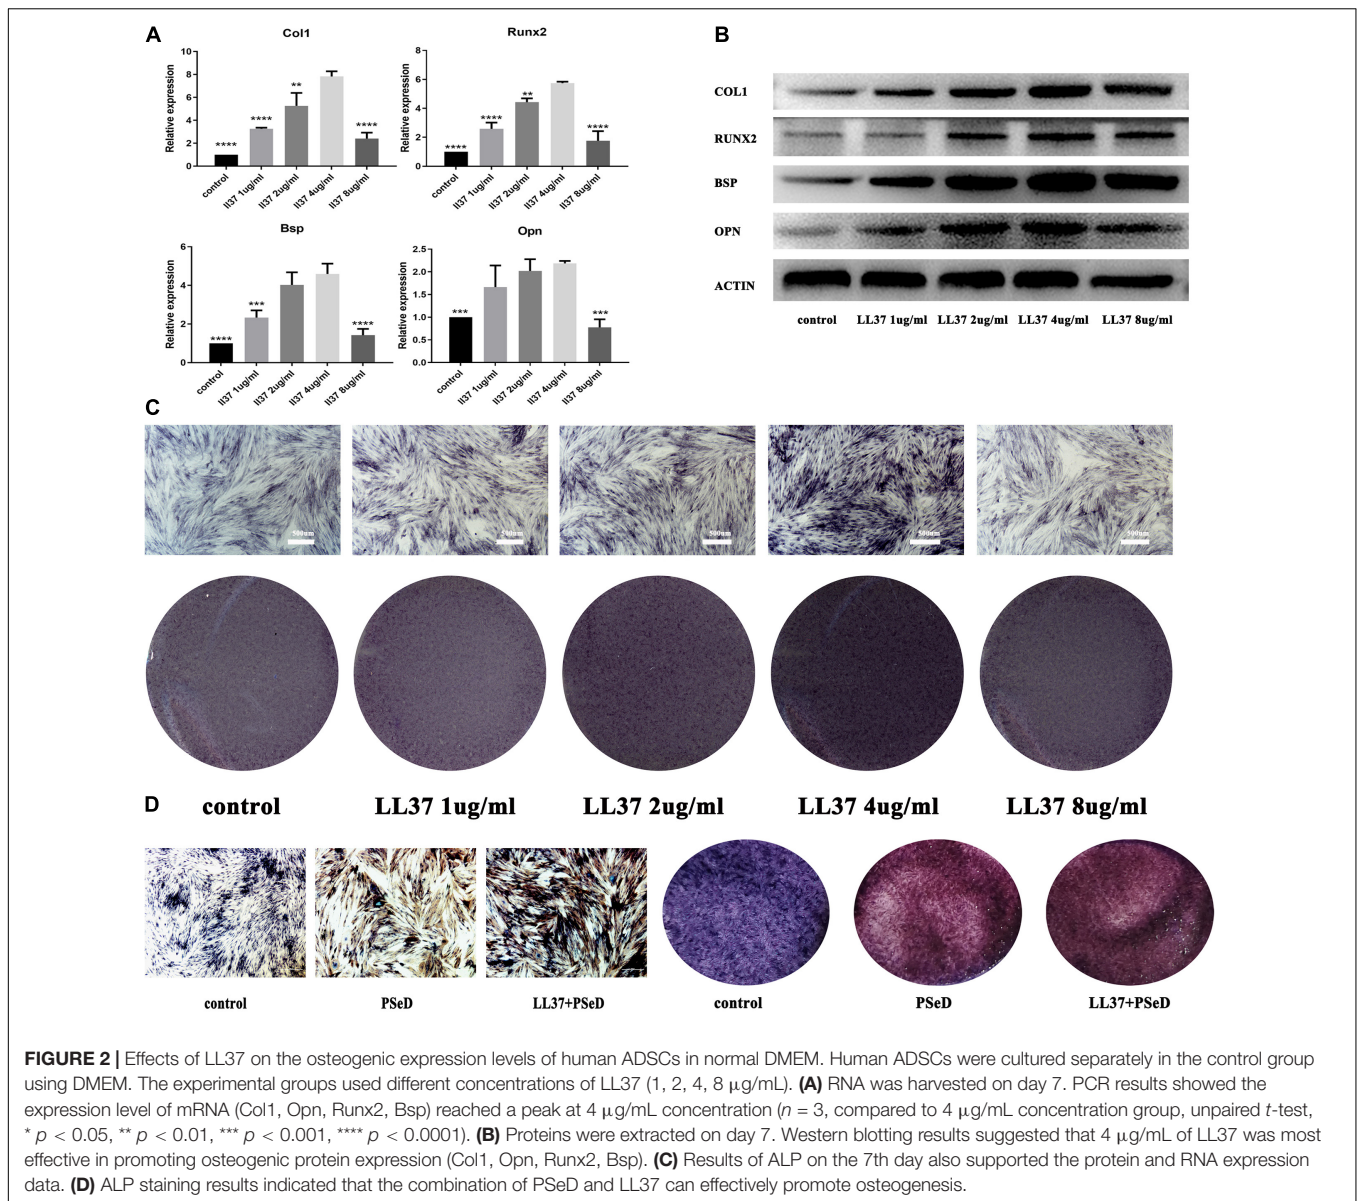 A
Col1
Relative expression
10
8
6
4
2
0
****
****
**
****
control
ll37 1ug/ml
ll37 2ug/ml
ll37 4ug/ml
ll37 8ug/ml
Runx2
Relative expression
8
6
4
2
0
****
****
**
****
control
ll37 1ug/ml
ll37 2ug/ml
ll37 4ug/ml
ll37 8ug/ml
Bsp
Relative expression
6
4
2
0
****
***
****
control
ll37 1ug/ml
ll37 2ug/ml
ll37 4ug/ml
ll37 8ug/ml
Opn
Relative expression
2.5
2.0
1.5
1.0
0.5
0.0
***
***
control
ll37 1ug/ml
ll37 2ug/ml
ll37 4ug/ml
ll37 8ug/ml
B
COL1
RUNX2
BSP
OPN
ACTIN
control LL37 1ug/ml LL37 2ug/ml LL37 4ug/ml LL37 8ug/ml
C
500um 500um 500um 500um 500um
control LL37 1ug/ml LL37 2ug/ml LL37 4ug/ml LL37 8ug/ml
D
control PSeD LL37+PSeD control PSeD LL37+PSeD
FIGURE 2 | Effects of LL37 on the osteogenic expression levels of human ADSCs in normal DMEM. Human ADSCs were cultured separately in the control group
using DMEM. The experimental groups used different concentrations of LL37 (1, 2, 4, 8 μg/mL). (A) RNA was harvested on day 7. PCR results showed the
expression level of mRNA (Col1, Opn, Runx2, Bsp) reached a peak at 4 μg/mL concentration (n = 3, compared to 4 μg/mL concentration group, unpaired t-test,
* p < 0.05, ** p < 0.01, *** p < 0.001, **** p < 0.0001). (B) Proteins were extracted on day 7. Western blotting results suggested that 4 μg/mL of LL37 was most
effective in promoting osteogenic protein expression (Col1, Opn, Runx2, Bsp). (C) Results of ALP on the 7th day also supported the protein and RNA expression
data. (D) ALP staining results indicated that the combination of PSeD and LL37 can effectively promote osteogenesis.